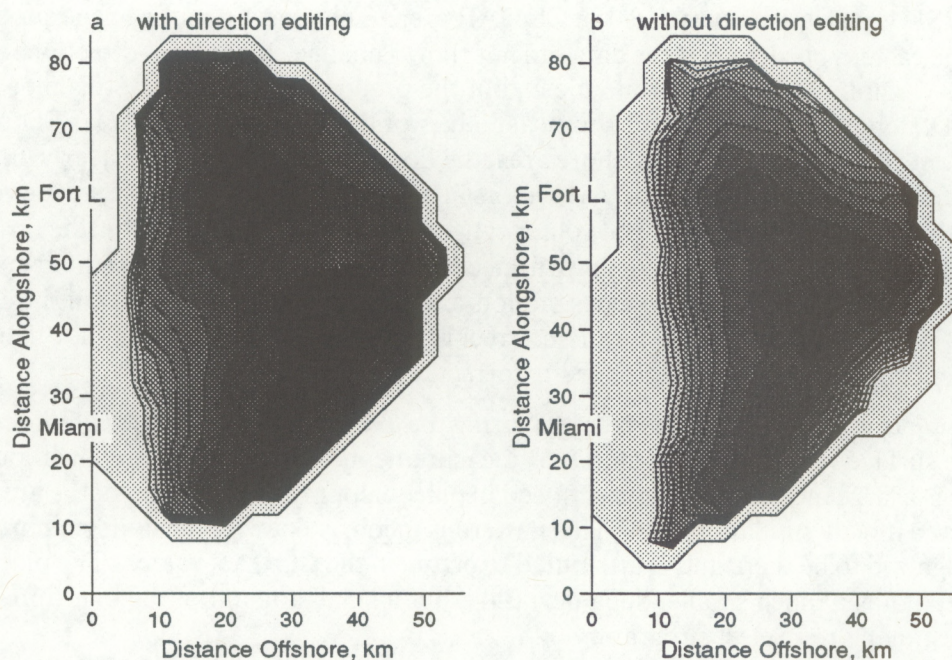 a with direction editing
80
70
Fort L.
50
40
30
Miami
20
10
0
Distance Alongshore, km
0 10 20 30 40 50
Distance Offshore, km
b without direction editing
80
70
Fort L.
50
40
30
Miami
20
10
0
Distance Alongshore, km
0 10 20 30 40 50
Distance Offshore, km